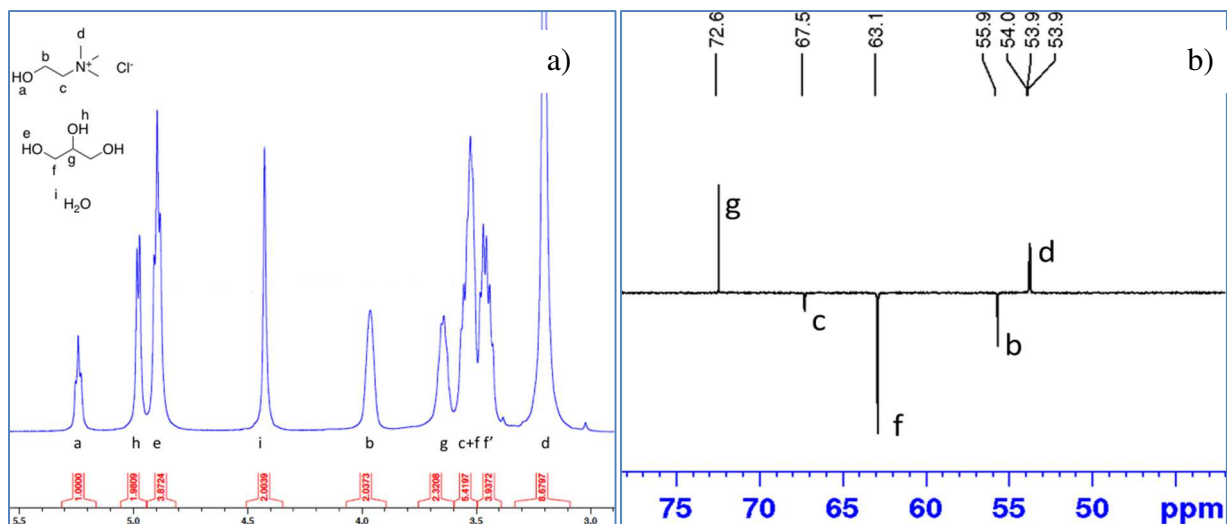 a)
d
b
N+
Cl-
HO
a
c
h
OH
e
HO
OH
g
f
i
H2O
a h e i b g c+f f' d
1.0000 1.9809 3.8724 2.0039 2.0373 2.3208 5.4197 3.9372 8.6797
5.5 5.0 4.5 4.0 3.5 3.0
b)
72.6 67.5 63.1 55.9 54.0 53.9 53.9
g
d
c
b
f
75 70 65 60 55 50 ppm